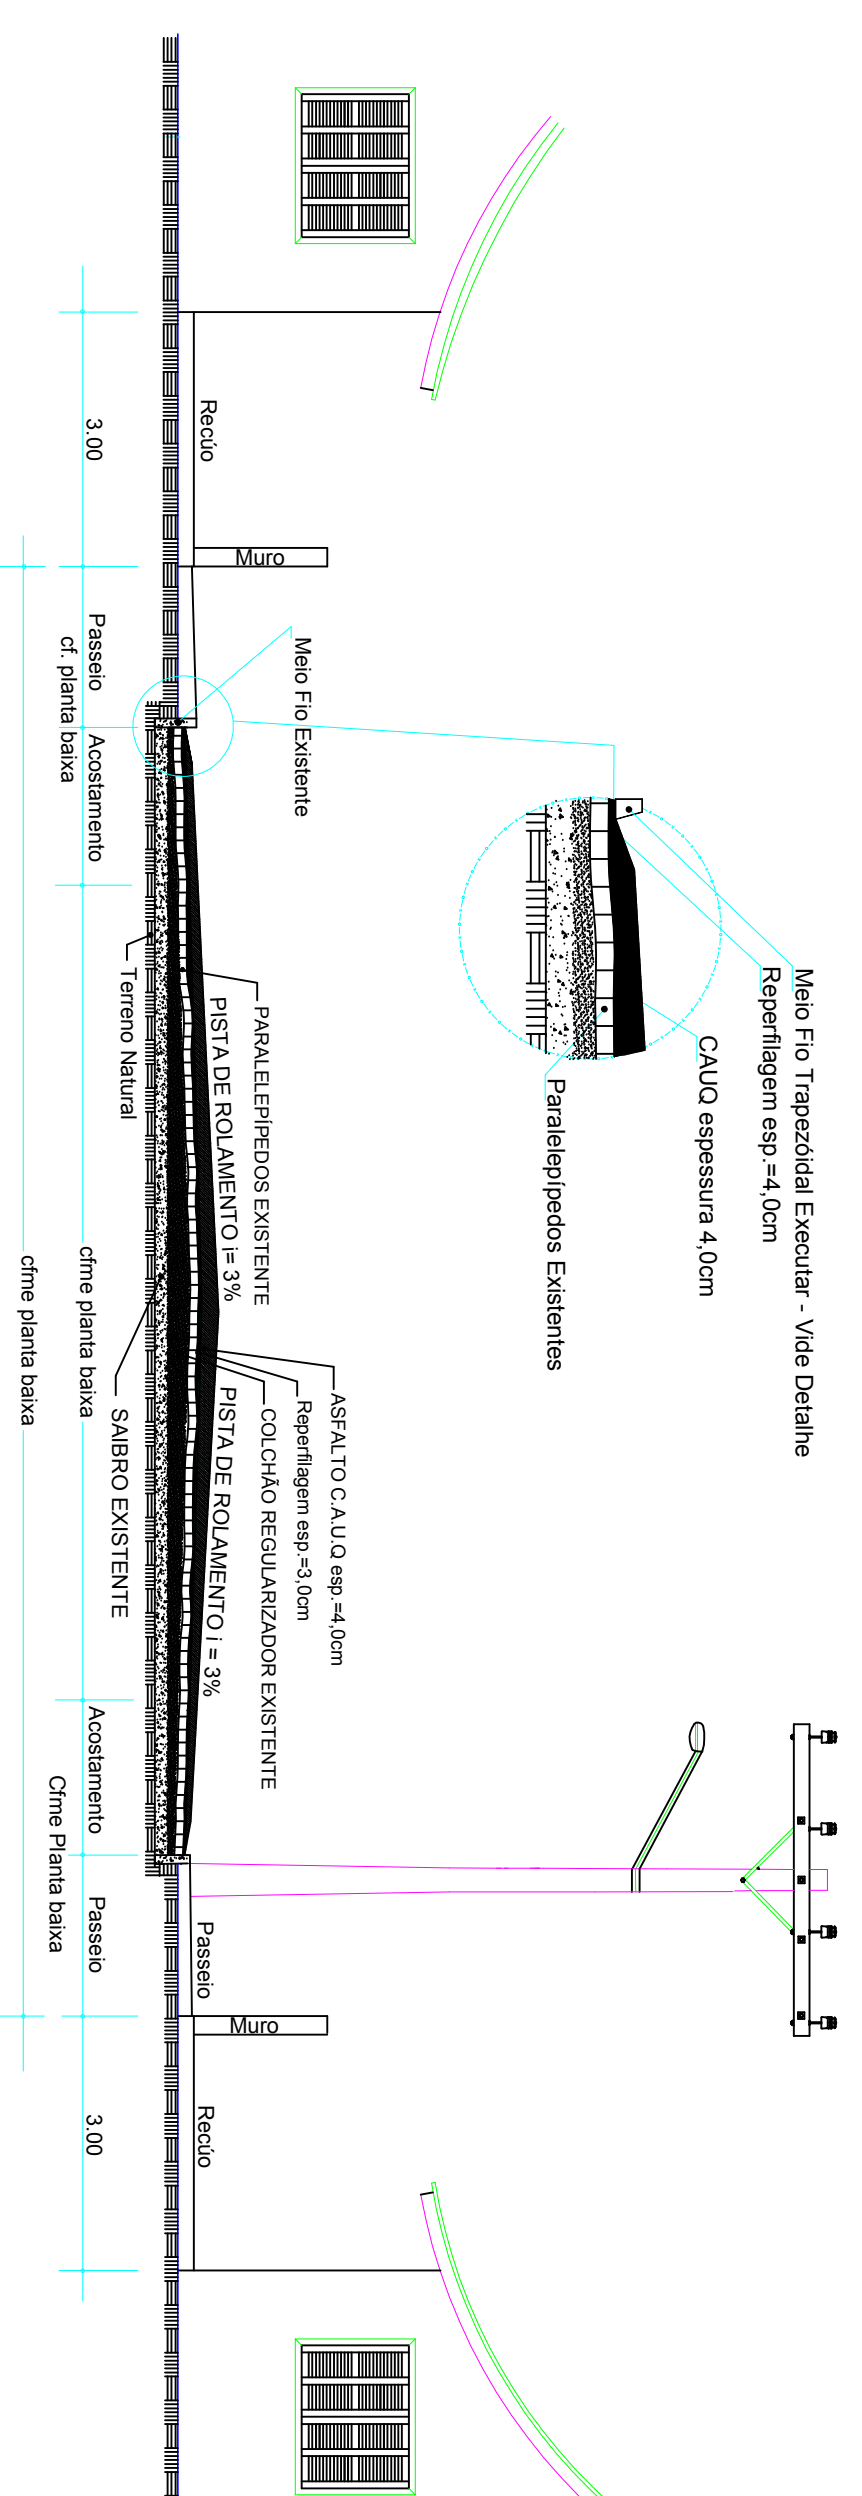 Meio Fio Trapezóidal Executar - Vide Detalhe
Reperfilagem esp.=4,0cm
CAUQ espessura 4,0cm
Paralelepípedos Existentes
Meio Fio Existente
ASFALTO C.A.U.Q esp.=4,0cm
Reperfilagem esp.=3,0cm
COLCHÃO REGULARIZADOR EXISTENTE
PARALELEPÍPEDOS EXISTENTE
PISTA DE ROLAMENTO i= 3%
PISTA DE ROLAMENTO i = 3%
Muro
Muro
Recúo
Passeio
Recúo
Terreno Natural
SAIBRO EXISTENTE
3.00
Passeio
Acostamento
cf. planta baixa
cfme planta baixa
Acostamento
Passeio
Cfme Planta baixa
3.00
cfme planta baixa